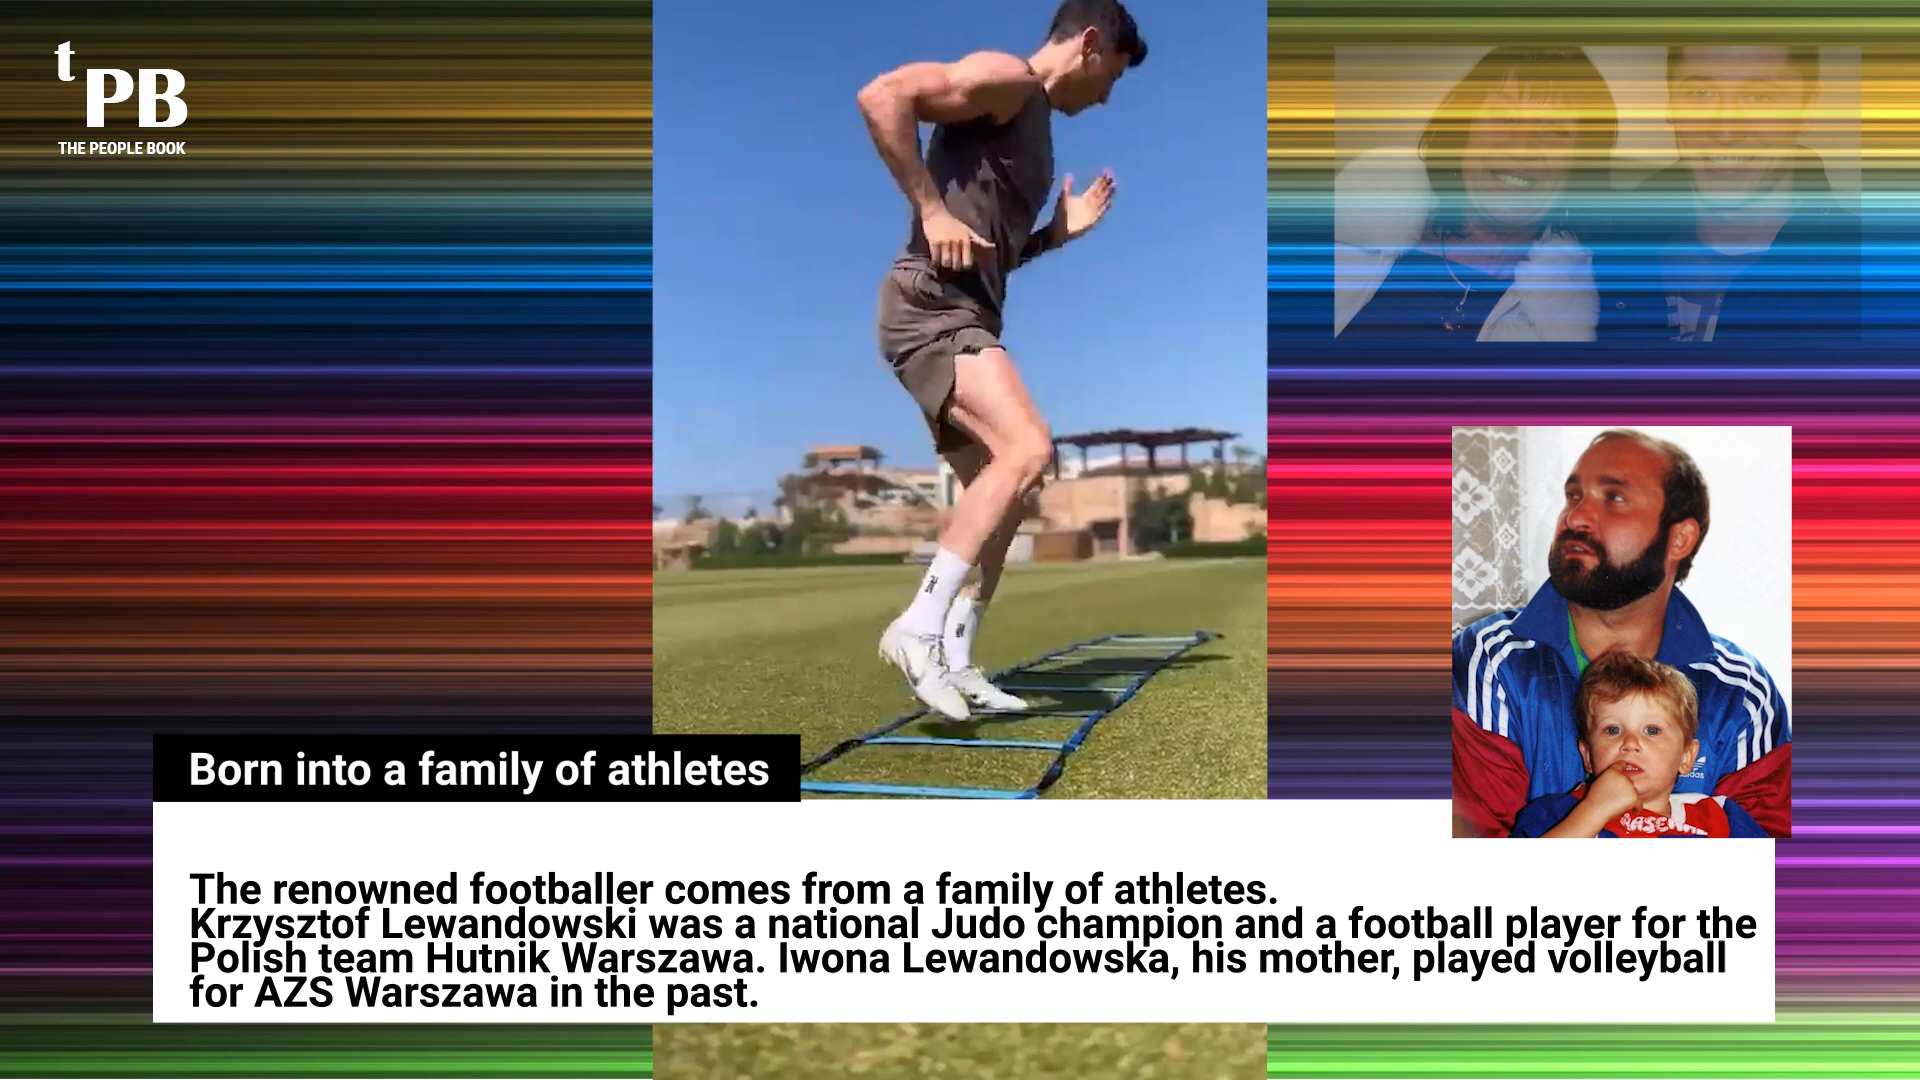 t
PB
THE PEOPLE BOOK
Born into a family of athletes
The renowned footballer comes from a family of athletes.
Krzysztof Lewandowski was a national Judo champion and a football player for the
Polish team Hutnik Warszawa. Iwona Lewandowska, his mother, played volleyball
for AZS Warszawa in the past.
adidas
ARSENAL